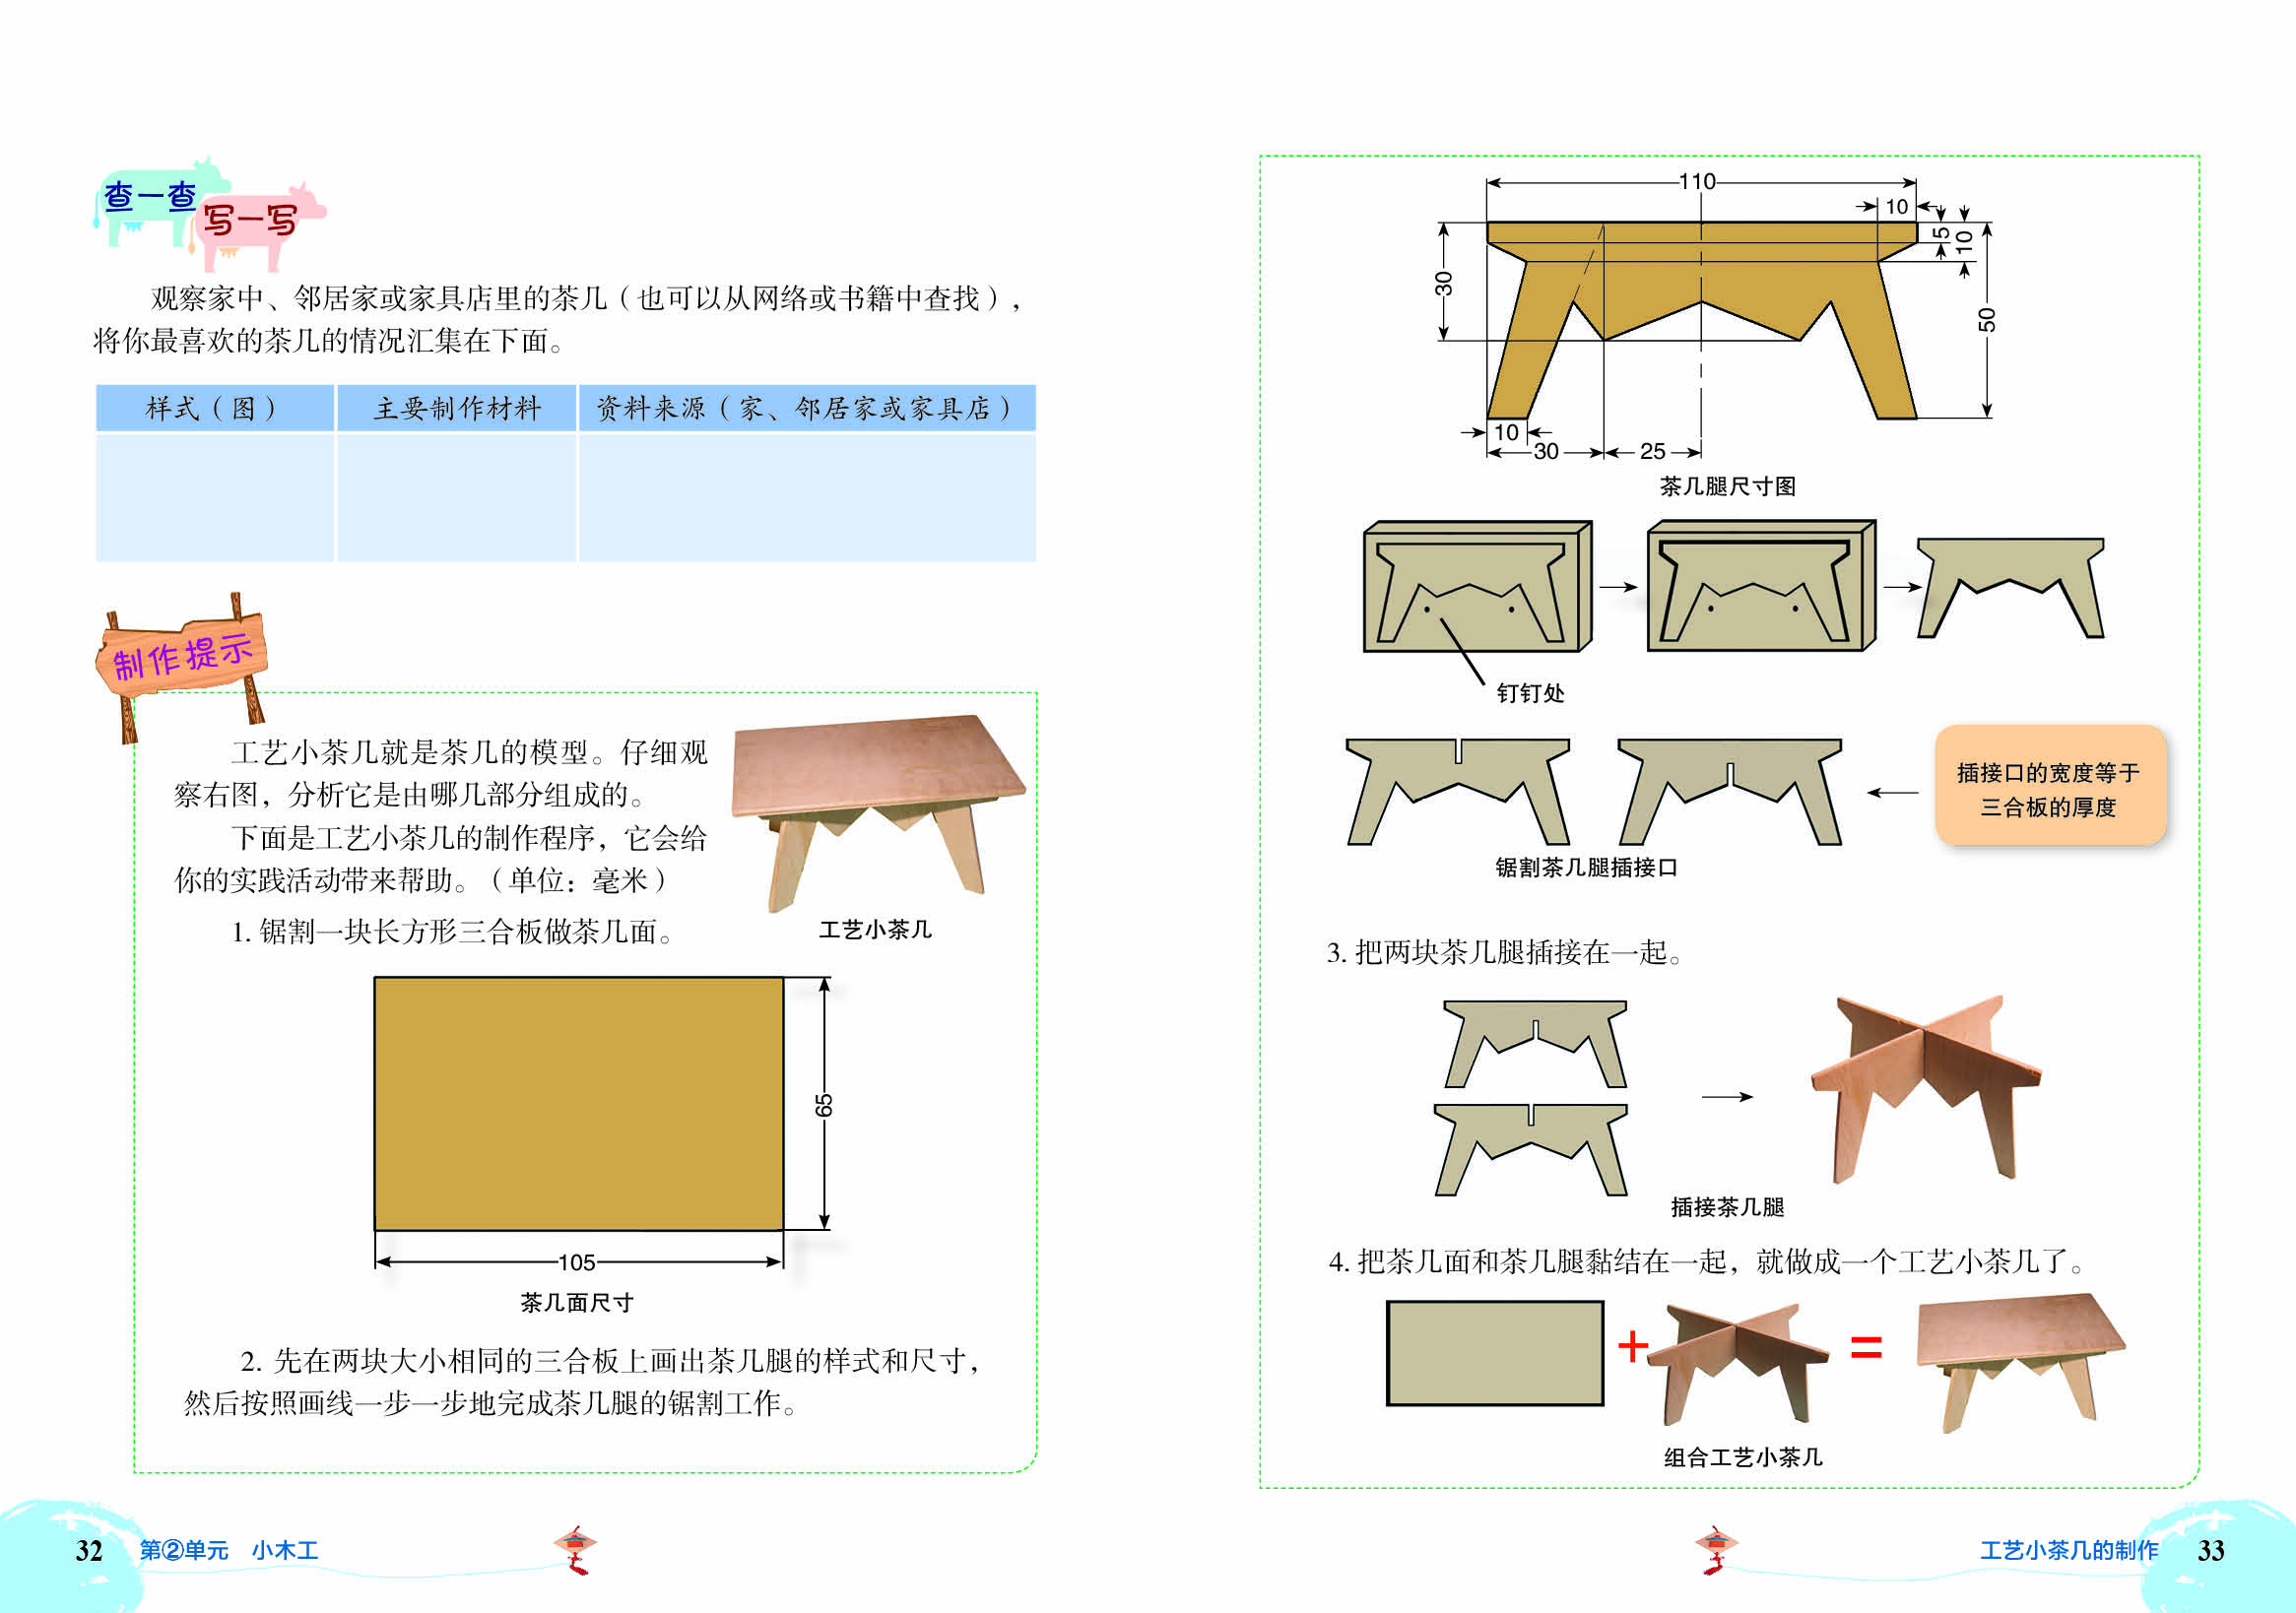 查一查
写一写
观察家中、邻居家或家具店里的茶几（也可以从网络或书籍中查找），
将你最喜欢的茶几的情况汇集在下面。
样式（图） 主要制作材料 资料来源（家、邻居家或家具店）
制作提示
工艺小茶几就是茶几的模型。仔细观
察右图，分析它是由哪几部分组成的。
下面是工艺小茶几的制作程序，它会给
你的实践活动带来帮助。（单位：毫米）
1. 锯割一块长方形三合板做茶几面。
工艺小茶几
65
105
茶几面尺寸
2. 先在两块大小相同的三合板上画出茶几腿的样式和尺寸，
然后按照画线一步一步地完成茶几腿的锯割工作。
32 第②单元 小木工
110
10
5
10
30
50
10
30
25
茶几腿尺寸图
钉钉处
插接口的宽度等于
三合板的厚度
锯割茶几腿插接口
3. 把两块茶几腿插接在一起。
插接茶几腿
4. 把茶几面和茶几腿黏结在一起，就做成一个工艺小茶几了。
+ =
组合工艺小茶几
工艺小茶几的制作 33